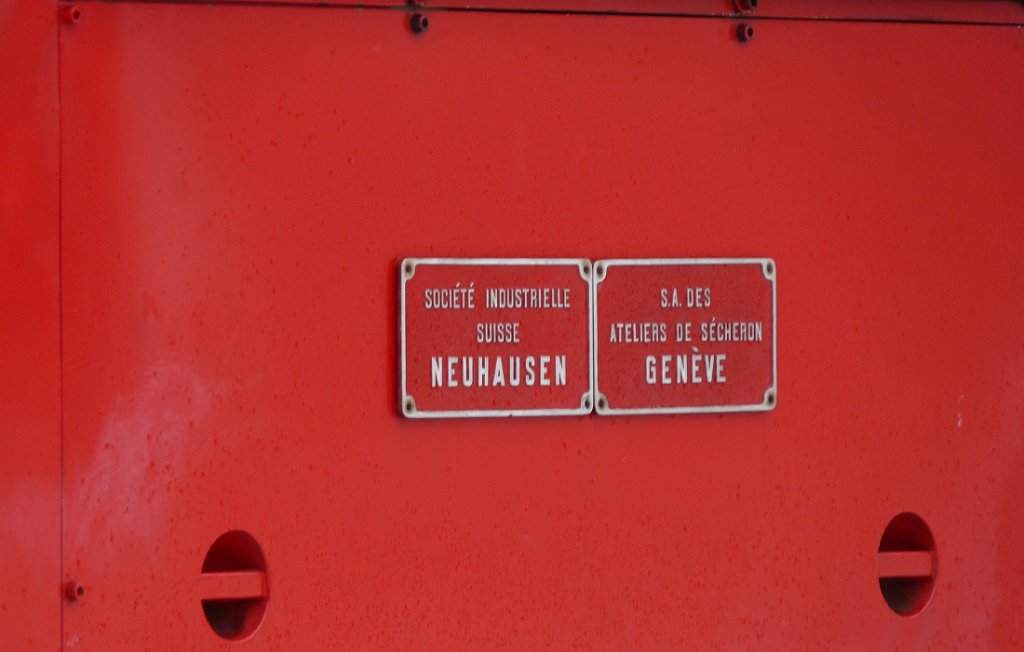 SOCIÉTÉ INDUSTRIELLE
SUISSE
NEUHAUSEN
S.A. DES
ATELIERS DE SÉCHERON
GENÈVE